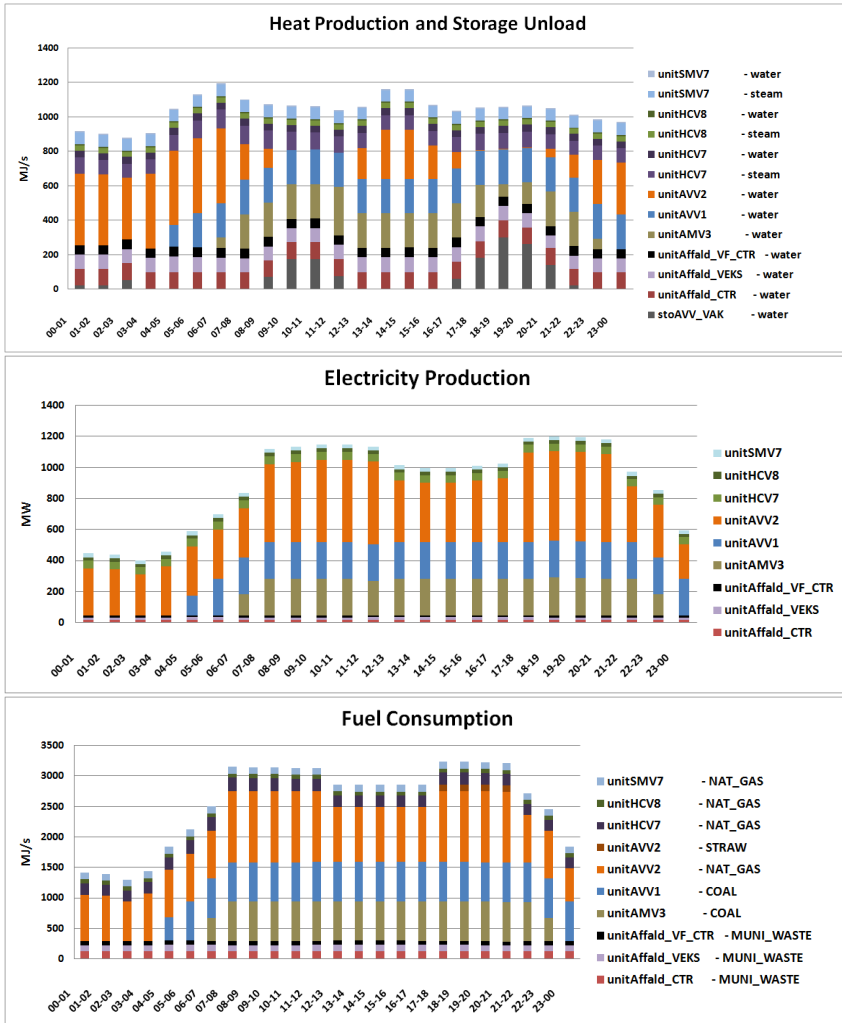 Heat Production and Storage Unload
1400
1200
1000
800
600
400
200
0
MJ/s
00-01
01-02
02-03
03-04
04-05
05-06
06-07
07-08
08-09
09-10
10-11
11-12
12-13
13-14
14-15
15-16
16-17
17-18
18-19
19-20
20-21
21-22
22-23
23-00
unitSMV7 - water
unitSMV7 - steam
unitHCV8 - water
unitHCV8 - steam
unitHCV7 - water
unitHCV7 - steam
unitAVV2 - water
unitAVV1 - water
unitAMV3 - water
unitAffald_VF_CTR - water
unitAffald_VEKS - water
unitAffald_CTR - water
stoAVV_VAK - water
Electricity Production
1400
1200
1000
800
600
400
200
0
MW
00-01
01-02
02-03
03-04
04-05
05-06
06-07
07-08
08-09
09-10
10-11
11-12
12-13
13-14
14-15
15-16
16-17
17-18
18-19
19-20
20-21
21-22
22-23
23-00
unitSMV7
unitHCV8
unitHCV7
unitAVV2
unitAVV1
unitAMV3
unitAffald_VF_CTR
unitAffald_VEKS
unitAffald_CTR
Fuel Consumption
3500
3000
2500
2000
1500
1000
500
0
MJ/s
00-01
01-02
02-03
03-04
04-05
05-06
06-07
07-08
08-09
09-10
10-11
11-12
12-13
13-14
14-15
15-16
16-17
17-18
18-19
19-20
20-21
21-22
22-23
23-00
unitSMV7 - NAT_GAS
unitHCV8 - NAT_GAS
unitHCV7 - NAT_GAS
unitAVV2 - STRAW
unitAVV2 - NAT_GAS
unitAVV1 - COAL
unitAMV3 - COAL
unitAffald_VF_CTR - MUNI_WASTE
unitAffald_VEKS - MUNI_WASTE
unitAffald_CTR - MUNI_WASTE